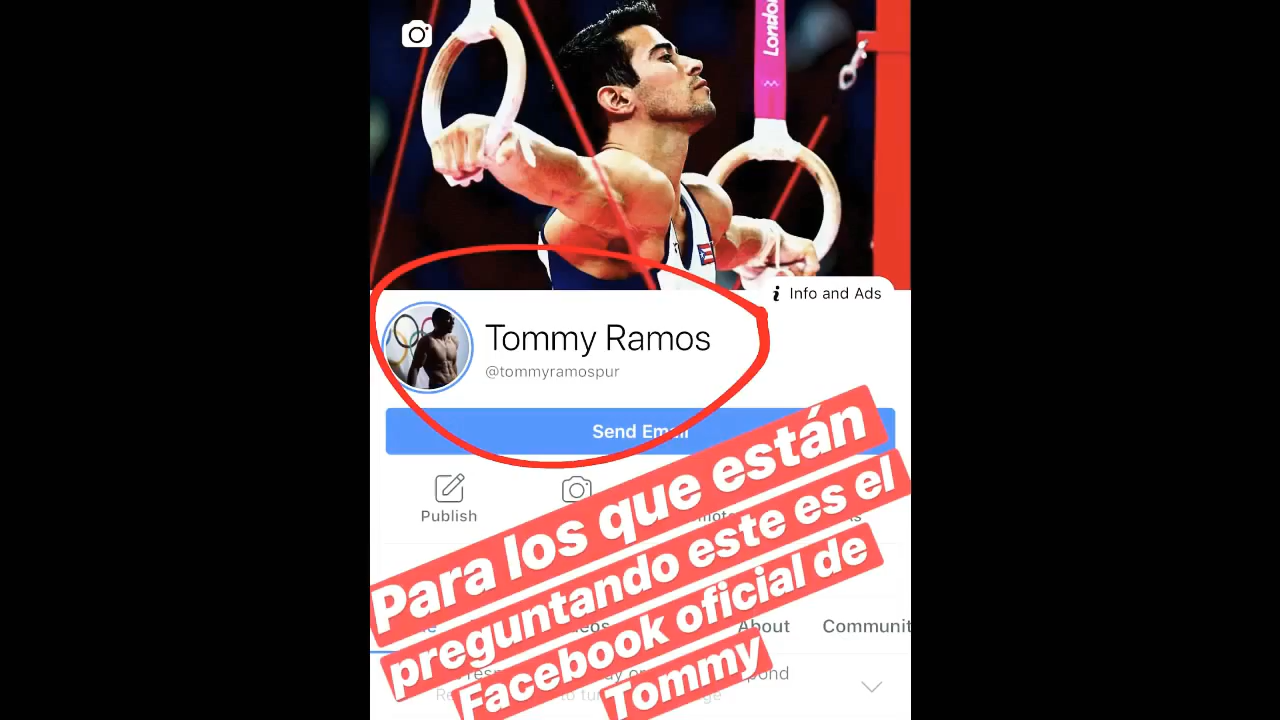 London
Info and Ads
Tommy Ramos
@tommyramospur
Send Email
Publish
Para los que están
preguntando este es el
Facebook oficial de
Tommy
About
Communit